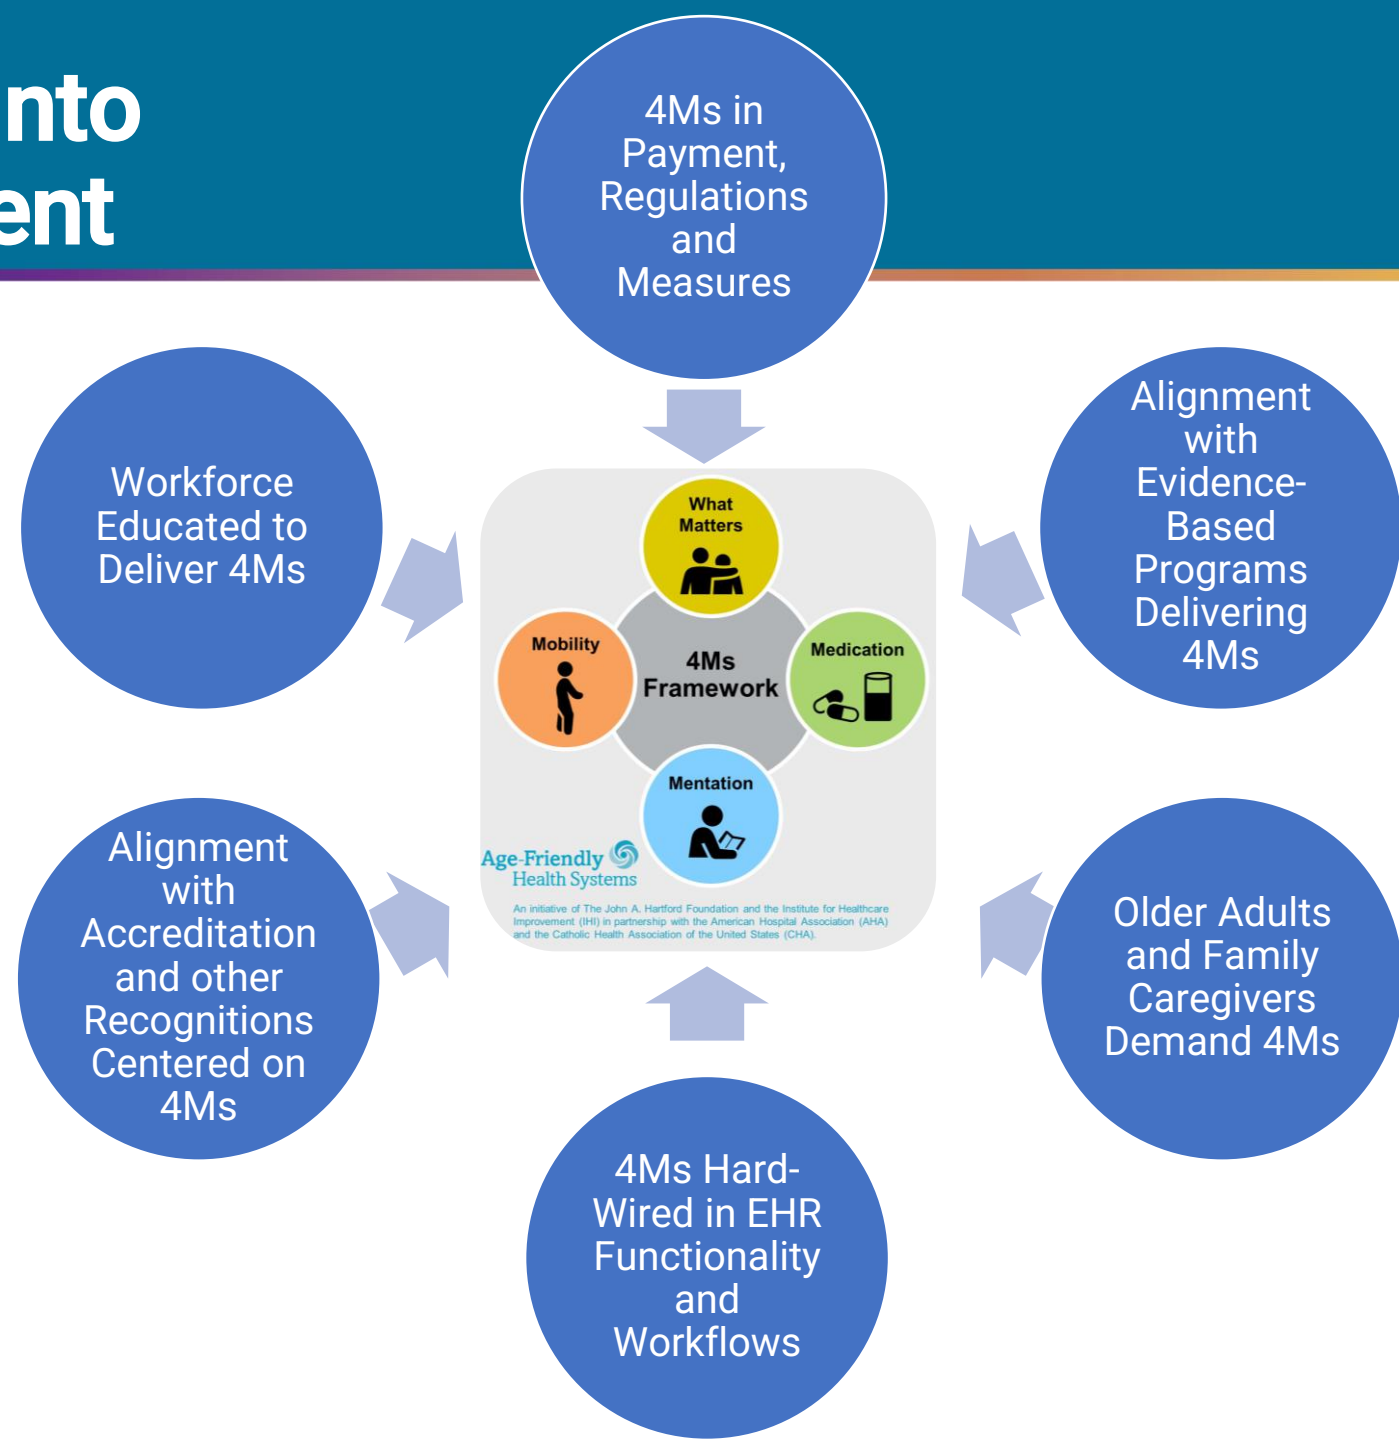 nto
ent
4Ms in
Payment,
Regulations
and
Measures
Workforce
Educated to
Deliver 4Ms
Alignment
with
Evidence-
Based
Programs
Delivering
4Ms
What
Matters
Mobility
4Ms
Framework
Medication
Mentation
Age-Friendly
Health Systems
An initiative of The John A. Hartford Foundation and the Institute for Healthcare
Improvement (IHI) in partnership with the American Hospital Association (AHA)
and the Catholic Health Association of the United States (CHA).
Alignment
with
Accreditation
and other
Recognitions
Centered on
4Ms
Older Adults
and Family
Caregivers
Demand 4Ms
4Ms Hard-
Wired in EHR
Functionality
and
Workflows